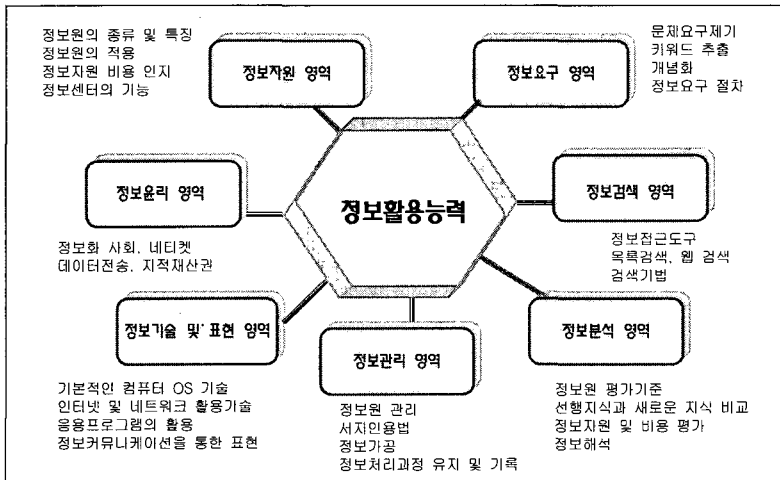 정보원의 종류 및 특징
정보원의 적용
정보자원 비용 인지
정보센터의 기능
정보자원 영역
정보요구 영역
문제요구제기
키워드 추출
개념화
정보요구 절차
정보윤리 영역
정보화 사회, 네티켓
데이터전송, 지적재산권
정보활용능력
정보검색 영역
정보접근도구
목록검색, 웹 검색
검색기법
정보기술 및 표현 영역
기본적인 컴퓨터 OS 기술
인터넷 및 네트워크 활용기술
응용프로그램의 활용
정보커뮤니케이션을 통한 표현
정보관리 영역
정보원 관리
서지인용법
정보가공
정보처리과정 유지 및 기록
정보분석 영역
정보원 평가기준
선행지식과 새로운 지식 비교
정보자원 및 비용 평가
정보해석